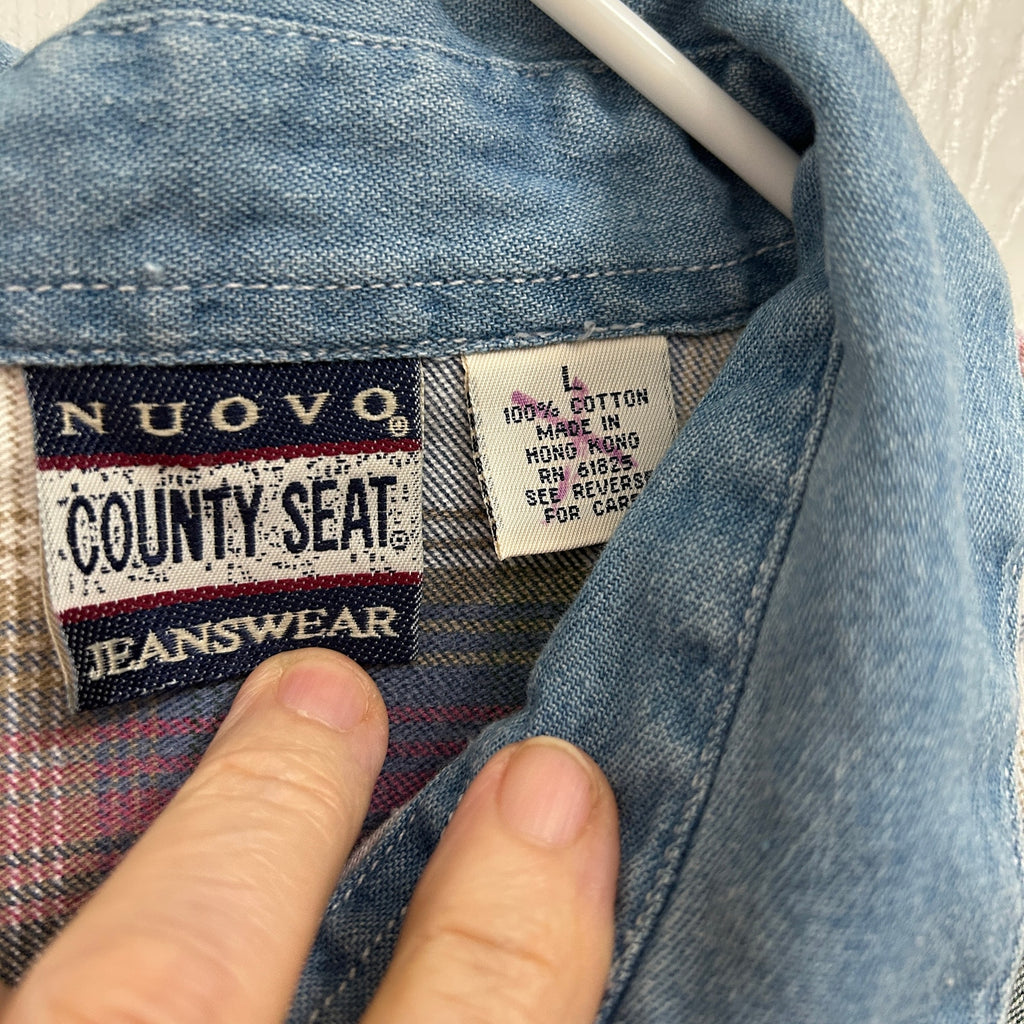 NUOVO®
COUNTY SEAT®
JEANSWEAR
L
100% COTTON
MADE IN
HONG KONG
RN 61825
SEE REVERSE
FOR CARE